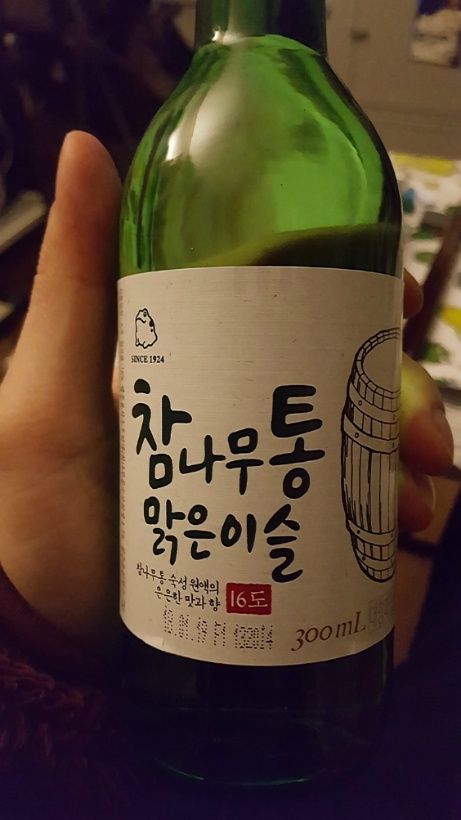 SINCE 1924
참나무통
맑은이슬
참나무통 숙성 원액의
은은한 맛과 향
16도
300mL